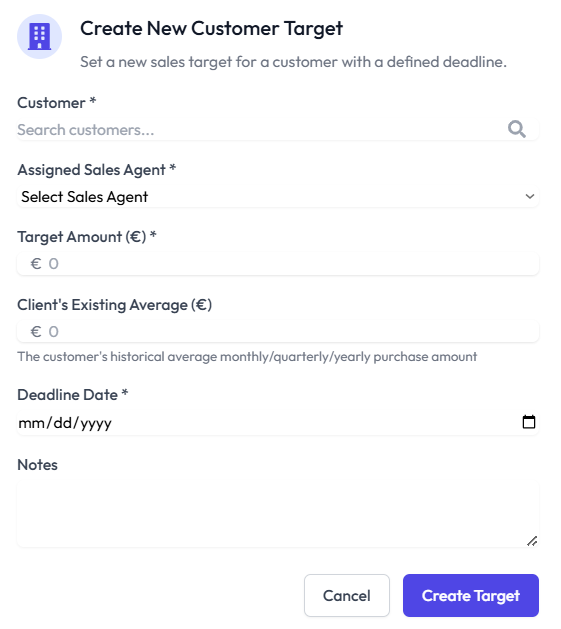 Create New Customer Target
Set a new sales target for a customer with a defined deadline.
Customer *
Search customers...
Assigned Sales Agent *
Select Sales Agent
Target Amount (€) *
€ 0
Client's Existing Average (€)
€ 0
The customer's historical average monthly/quarterly/yearly purchase amount
Deadline Date *
mm/dd/yyyy
Notes
Cancel Create Target